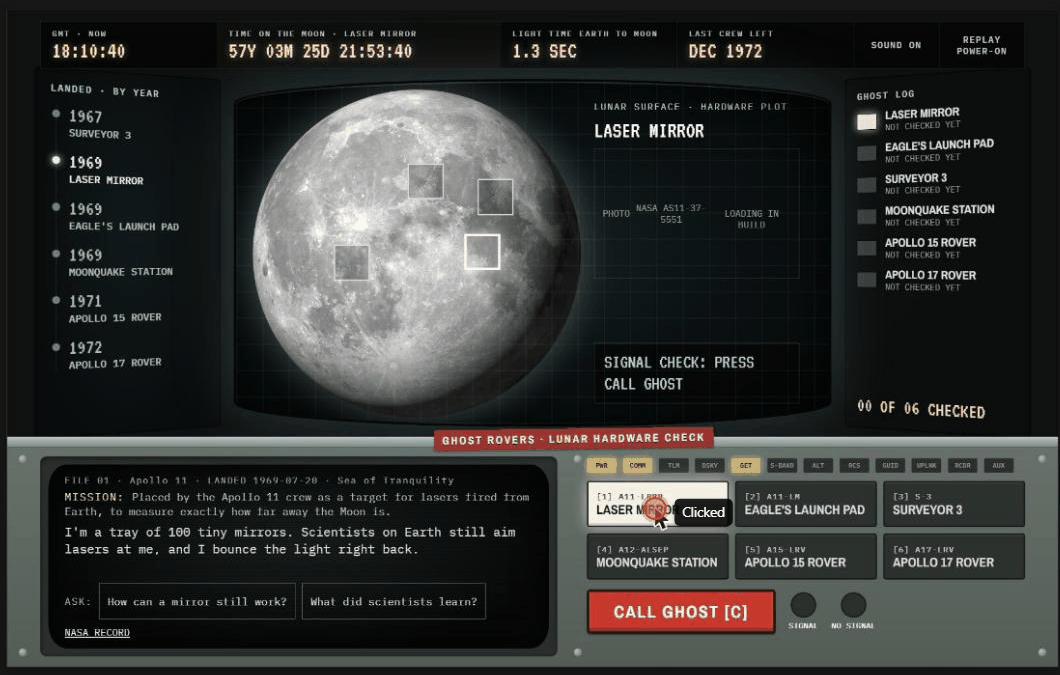 GMT · NOW
18:10:40
TIME ON THE MOON · LASER MIRROR
57Y 03M 25D 21:53:40
LIGHT TIME EARTH TO MOON
1.3 SEC
LAST CREW LEFT
DEC 1972
SOUND ON
REPLAY
POWER-ON
LANDED · BY YEAR
1967
SURVEYOR 3
1969
LASER MIRROR
1969
EAGLE'S LAUNCH PAD
1969
MOONQUAKE STATION
1971
APOLLO 15 ROVER
1972
APOLLO 17 ROVER
LUNAR SURFACE · HARDWARE PLOT
LASER MIRROR
PHOTO NASA AS11-37-
5551
LOADING IN
BUILD
SIGNAL CHECK: PRESS
CALL GHOST
GHOST LOG
LASER MIRROR
NOT CHECKED YET
EAGLE'S LAUNCH PAD
NOT CHECKED YET
SURVEYOR 3
NOT CHECKED YET
MOONQUAKE STATION
NOT CHECKED YET
APOLLO 15 ROVER
NOT CHECKED YET
APOLLO 17 ROVER
NOT CHECKED YET
00 OF 06 CHECKED
GHOST ROVERS · LUNAR HARDWARE CHECK
FILE 01 · Apollo 11 · LANDED 1969-07-20 · Sea of Tranquility
MISSION: Placed by the Apollo 11 crew as a target for lasers fired from
Earth, to measure exactly how far away the Moon is.
I'm a tray of 100 tiny mirrors. Scientists on Earth still aim
lasers at me, and I bounce the light right back.
ASK: How can a mirror still work? What did scientists learn?
NASA RECORD
PWR COMM TLM DSKY GET S-BAND ALT RCS GUID UPLNK RCDR AUX
[1] A11-
LASER
Clicked
[2] A11-LM
EAGLE'S LAUNCH PAD
[3] S-3
SURVEYOR 3
[4] A12-ALSEP
MOONQUAKE STATION
[5] A15-LRV
APOLLO 15 ROVER
[6] A17-LRV
APOLLO 17 ROVER
CALL GHOST [C]
SIGNAL
NO SIGNAL